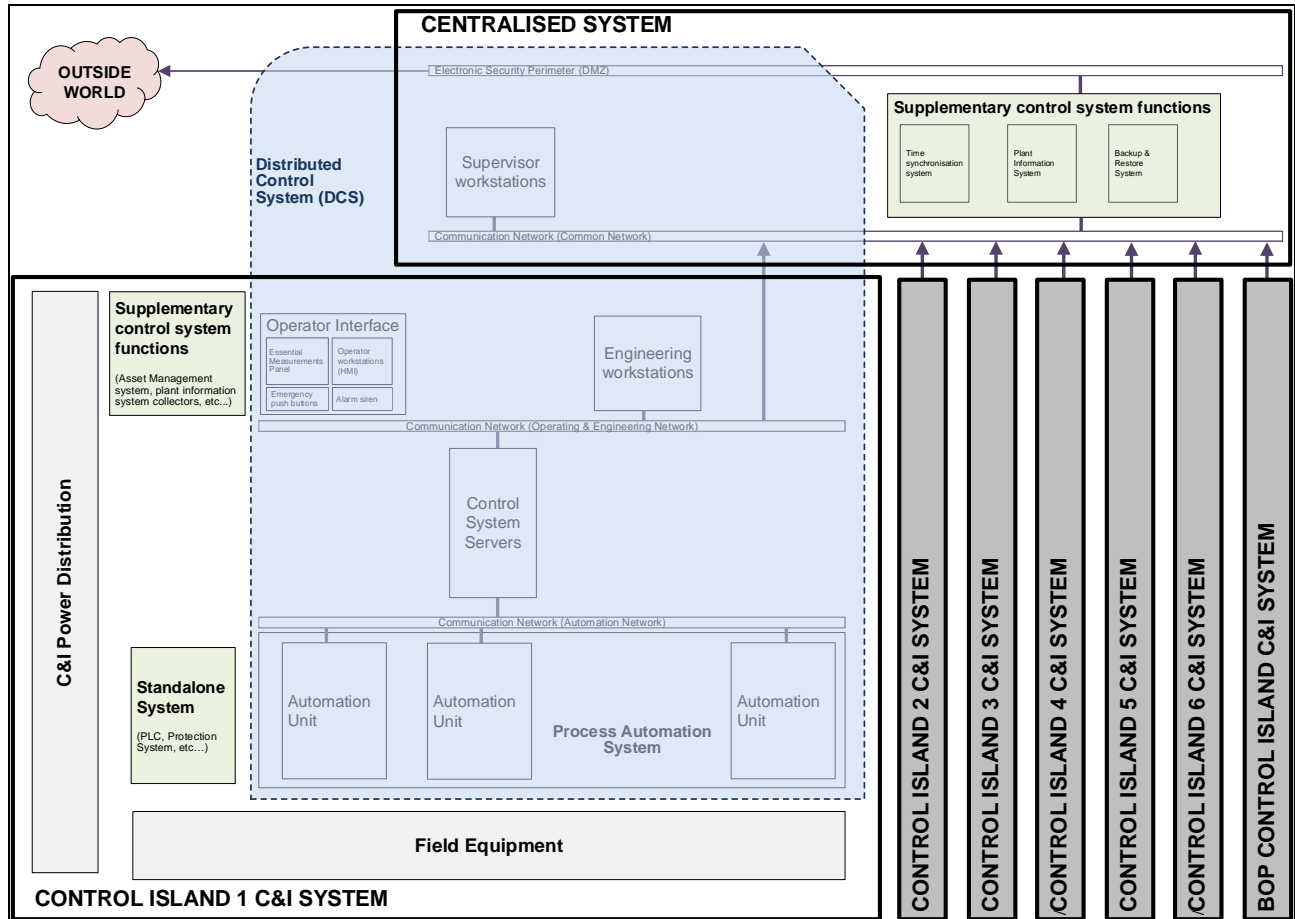 CENTRALISED SYSTEM
OUTSIDE
WORLD
Electronic Security Perimeter (DMZ)
Supplementary control system functions
Time
synchronisation
system
Plant
Information
System
Backup &
Restore
System
Distributed
Control
System (DCS)
Supervisor
workstations
Communication Network (Common Network)
Supplementary
control system
functions
(Asset Management
system, plant information
system collectors, etc...)
Operator Interface
Essential
Measurements
Panel
Operator
workstations
(HMI)
Emergency
push buttons
Alarm siren
Engineering
workstations
Communication Network (Operating & Engineering Network)
Control
System
Servers
C&I Power Distribution
Communication Network (Automation Network)
Standalone
System
(PLC, Protection
System, etc…)
Automation
Unit
Automation
Unit
Automation
Unit
Process Automation
System
Field Equipment
CONTROL ISLAND 1 C&I SYSTEM
CONTROL ISLAND 2 C&I SYSTEM
CONTROL ISLAND 3 C&I SYSTEM
/CONTROL ISLAND 4 C&I SYSTEM
CONTROL ISLAND 5 C&I SYSTEM
/CONTROL ISLAND 6 C&I SYSTEM
BOP CONTROL ISLAND C&I SYSTEM